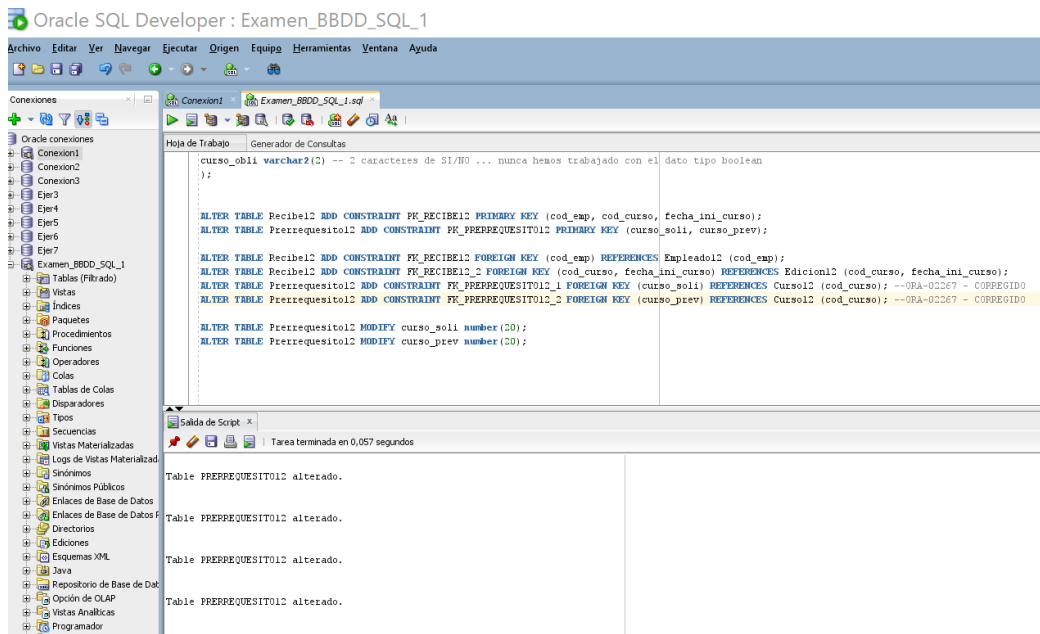 Oracle SQL Developer : Examen_BBDD_SQL_1
Archivo Editar Ver Navegar Ejecutar Origen Equipo Herramientas Ventana Ayuda
Conexiones
Conexion1
Examen_BBDD_SQL_1.sql
Hoja de Trabajo
Generador de Consultas
Oracle conexiones
Conexion1
Conexion2
Conexion3
Ejer3
Ejer4
Ejer5
Ejer6
Ejer7
Examen_BBDD_SQL_1
Tablas (Filtrado)
Vistas
Índices
Paquetes
Procedimientos
Funciones
Operadores
Colas
Tablas de Colas
Disparadores
Tipos
Secuencias
Vistas Materializadas
Logs de Vistas Materializad
Sinónimos
Sinónimos Públicos
Enlaces de Base de Datos
Enlaces de Base de Datos P
Directorios
Ediciones
Esquemas XML
Java
Repositorio de Base de Dat
Opción de OLAP
Vistas Analíticas
Programador
curso_obli varchar2(2) -- 2 caracteres de SI/NO ... nunca hemos trabajado con el dato tipo boolean
);
ALTER TABLE Recibe12 ADD CONSTRAINT PK_RECIBE12 PRIMARY KEY (cod_emp, cod_curso, fecha_ini_curso);
ALTER TABLE Prerrequesito12 ADD CONSTRAINT PK_PRERREQUESITO12 PRIMARY KEY (curso_soli, curso_prev);
ALTER TABLE Recibe12 ADD CONSTRAINT FK_RECIBE12 FOREIGN KEY (cod_emp) REFERENCES Empleado12 (cod_emp);
ALTER TABLE Recibe12 ADD CONSTRAINT FK_RECIBE12_2 FOREIGN KEY (cod_curso, fecha_ini_curso) REFERENCES Edicion12 (cod_curso, fecha_ini_curso);
ALTER TABLE Prerrequesito12 ADD CONSTRAINT FK_PRERREQUESITO12_1 FOREIGN KEY (curso_soli) REFERENCES Curso12 (cod_curso); --ORA-02267 - CORREGIDO
ALTER TABLE Prerrequesito12 ADD CONSTRAINT FK_PRERREQUESITO12_2 FOREIGN KEY (curso_prev) REFERENCES Curso12 (cod_curso); --ORA-02267 - CORREGIDO
ALTER TABLE Prerrequesito12 MODIFY curso_soli number(20);
ALTER TABLE Prerrequesito12 MODIFY curso_prev number(20);
Salida de Script x
Tarea terminada en 0,057 segundos
Table PRERREQUESITO12 alterado.
Table PRERREQUESITO12 alterado.
Table PRERREQUESITO12 alterado.
Table PRERREQUESITO12 alterado.